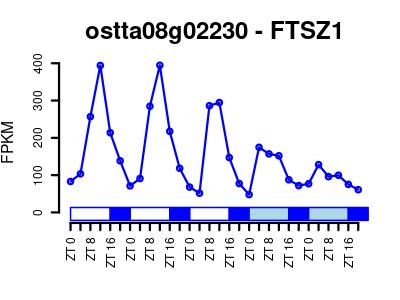 ostta08g02230 - FTSZ1
FPKM
400
300
200
100
0
ZT 0
ZT 8
ZT 16
ZT 0
ZT 8
ZT 16
ZT 0
ZT 8
ZT 16
ZT 0
ZT 8
ZT 16
ZT 0
ZT 8
ZT 16